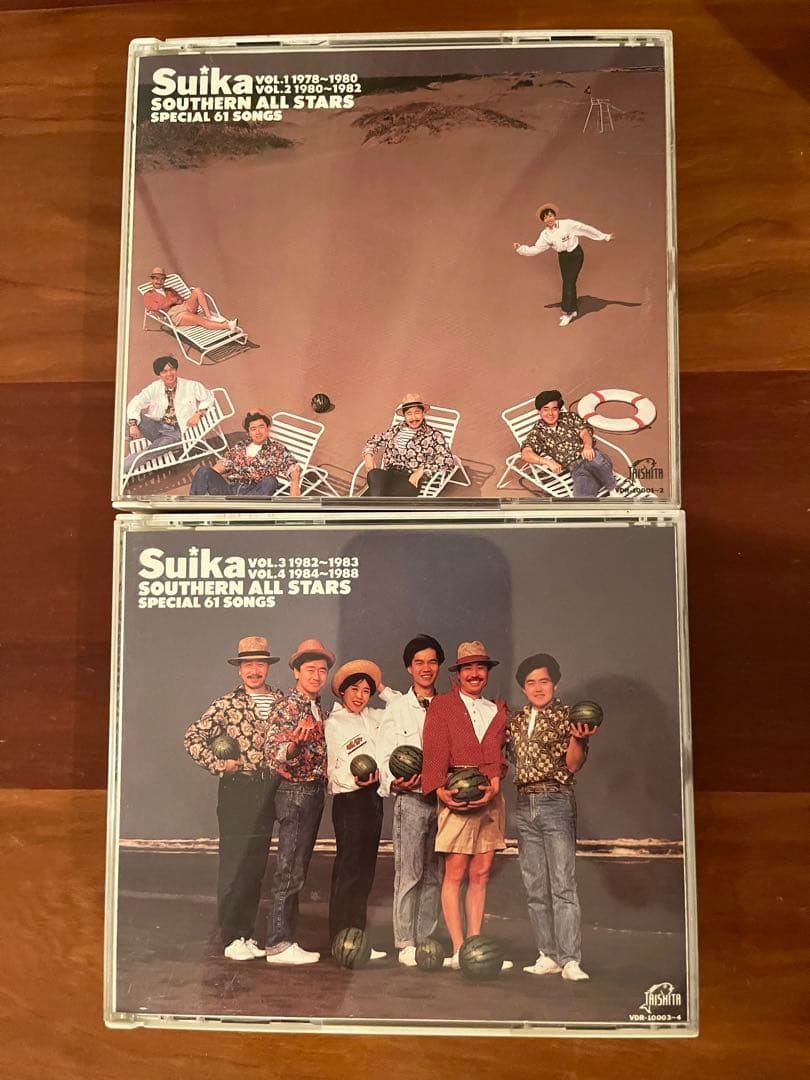 Suika VOL.1 1978~1980
VOL.2 1980~1982
SOUTHERN ALL STARS
SPECIAL 61 SONGS
TAISHITA
VDR-10001~2
Suika VOL.3 1982~1983
VOL.4 1984~1988
SOUTHERN ALL STARS
SPECIAL 61 SONGS
TAISHITA
VDR-10003~4